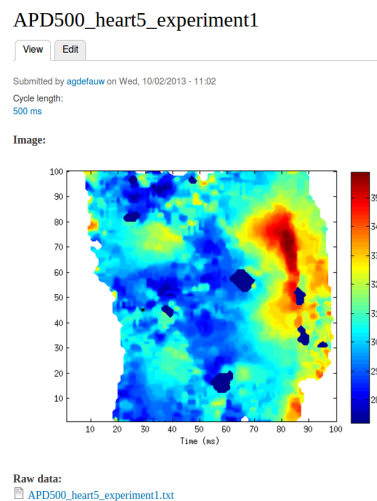 APD500_heart5_experiment1
View Edit
Submitted by agdefauw on Wed, 10/02/2013 - 11:02
Cycle length:
500 ms
Image:
100
90
80
70
60
50
40
30
20
10
10 20 30 40 50 60 70 80 90 100
Time (ms)
Raw data:
APD500_heart5_experiment1.txt